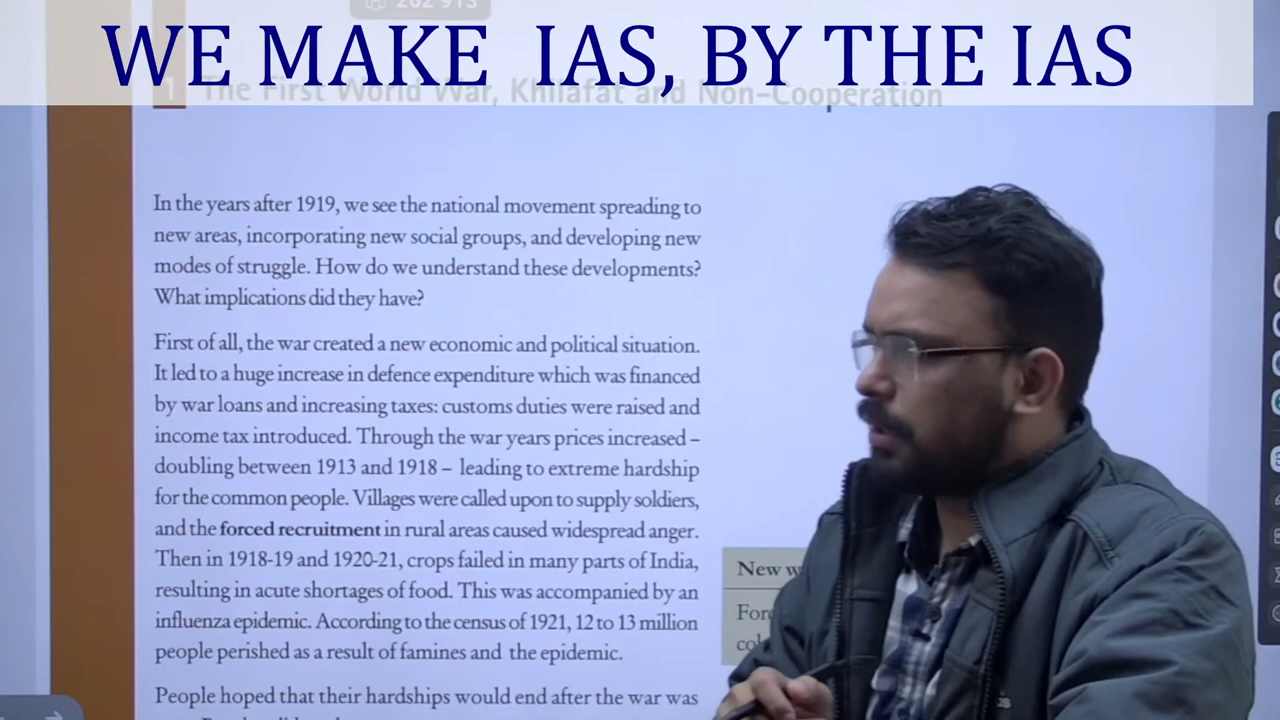 202 913
WE MAKE IAS, BY THE IAS
1 The First World War, Khilafat and Non-Cooperation
In the years after 1919, we see the national movement spreading to
new areas, incorporating new social groups, and developing new
modes of struggle. How do we understand these developments?
What implications did they have?
First of all, the war created a new economic and political situation.
It led to a huge increase in defence expenditure which was financed
by war loans and increasing taxes: customs duties were raised and
income tax introduced. Through the war years prices increased –
doubling between 1913 and 1918 – leading to extreme hardship
for the common people. Villages were called upon to supply soldiers,
and the forced recruitment in rural areas caused widespread anger.
Then in 1918-19 and 1920-21, crops failed in many parts of India,
resulting in acute shortages of food. This was accompanied by an
influenza epidemic. According to the census of 1921, 12 to 13 million
people perished as a result of famines and the epidemic.
People hoped that their hardships would end after the war was
New w
For
col